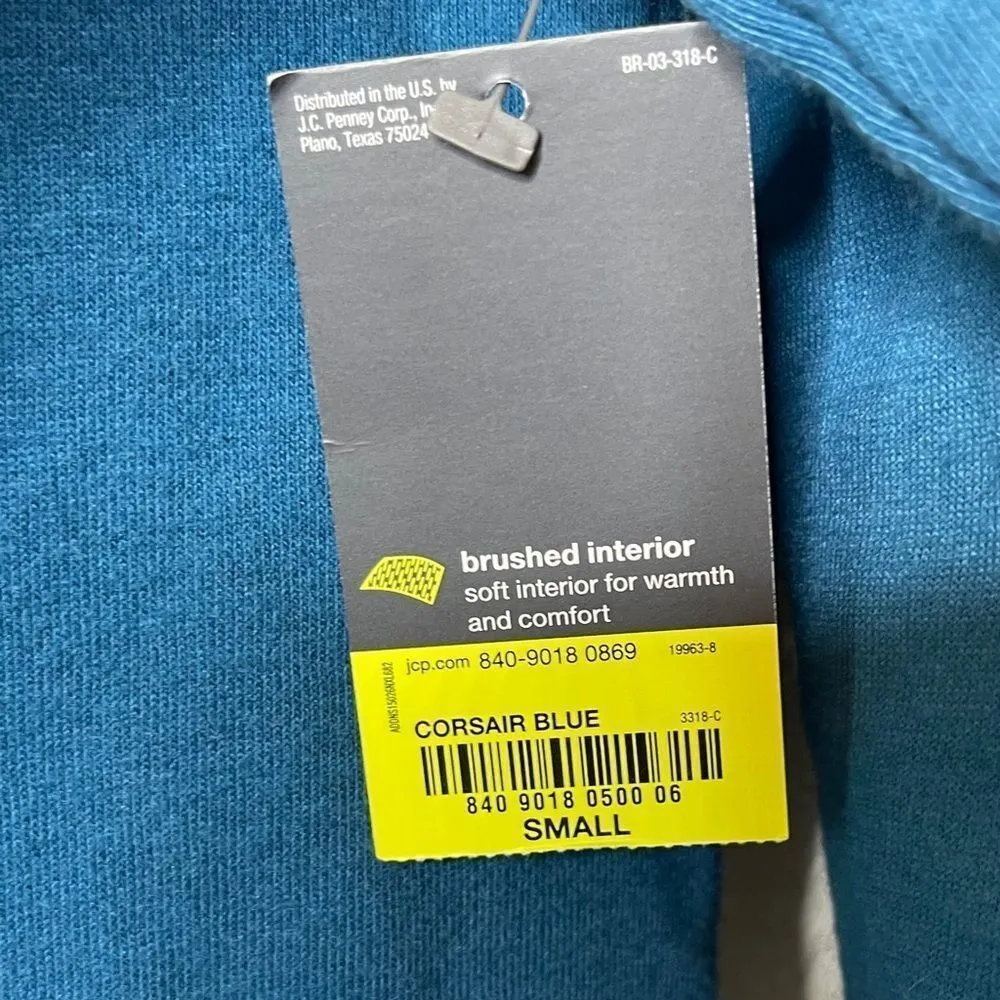 BR-03-318-C
Distributed in the U.S. by
J.C. Penney Corp.,
Plano, Texas 75024
brushed interior
soft interior for warmth
and comfort
jcp.com 840-9018 0869 19963-8
CORSAIR BLUE 3318-C
840 9018 0500 06
SMALL